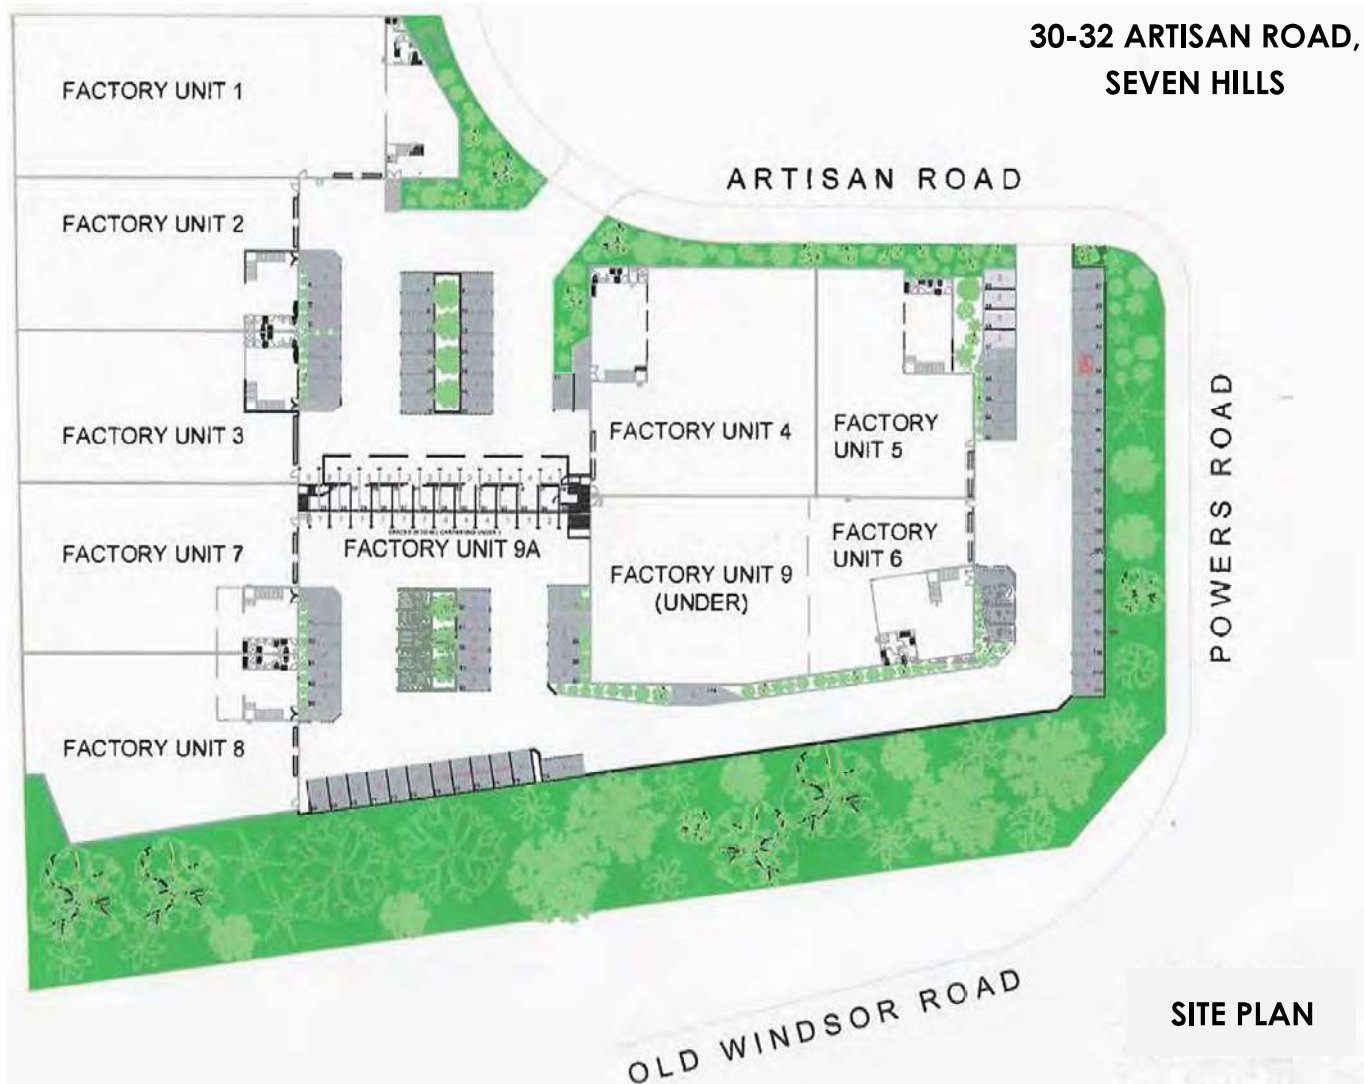 30-32 ARTISAN ROAD,
SEVEN HILLS
FACTORY UNIT 1
ARTISAN ROAD
FACTORY UNIT 2
FACTORY UNIT 3
FACTORY UNIT 4
FACTORY
UNIT 5
POWERS ROAD
FACTORY UNIT 7
FACTORY UNIT 9A
FACTORY UNIT 9
(UNDER)
FACTORY
UNIT 6
FACTORY UNIT 8
OLD WINDSOR ROAD
SITE PLAN